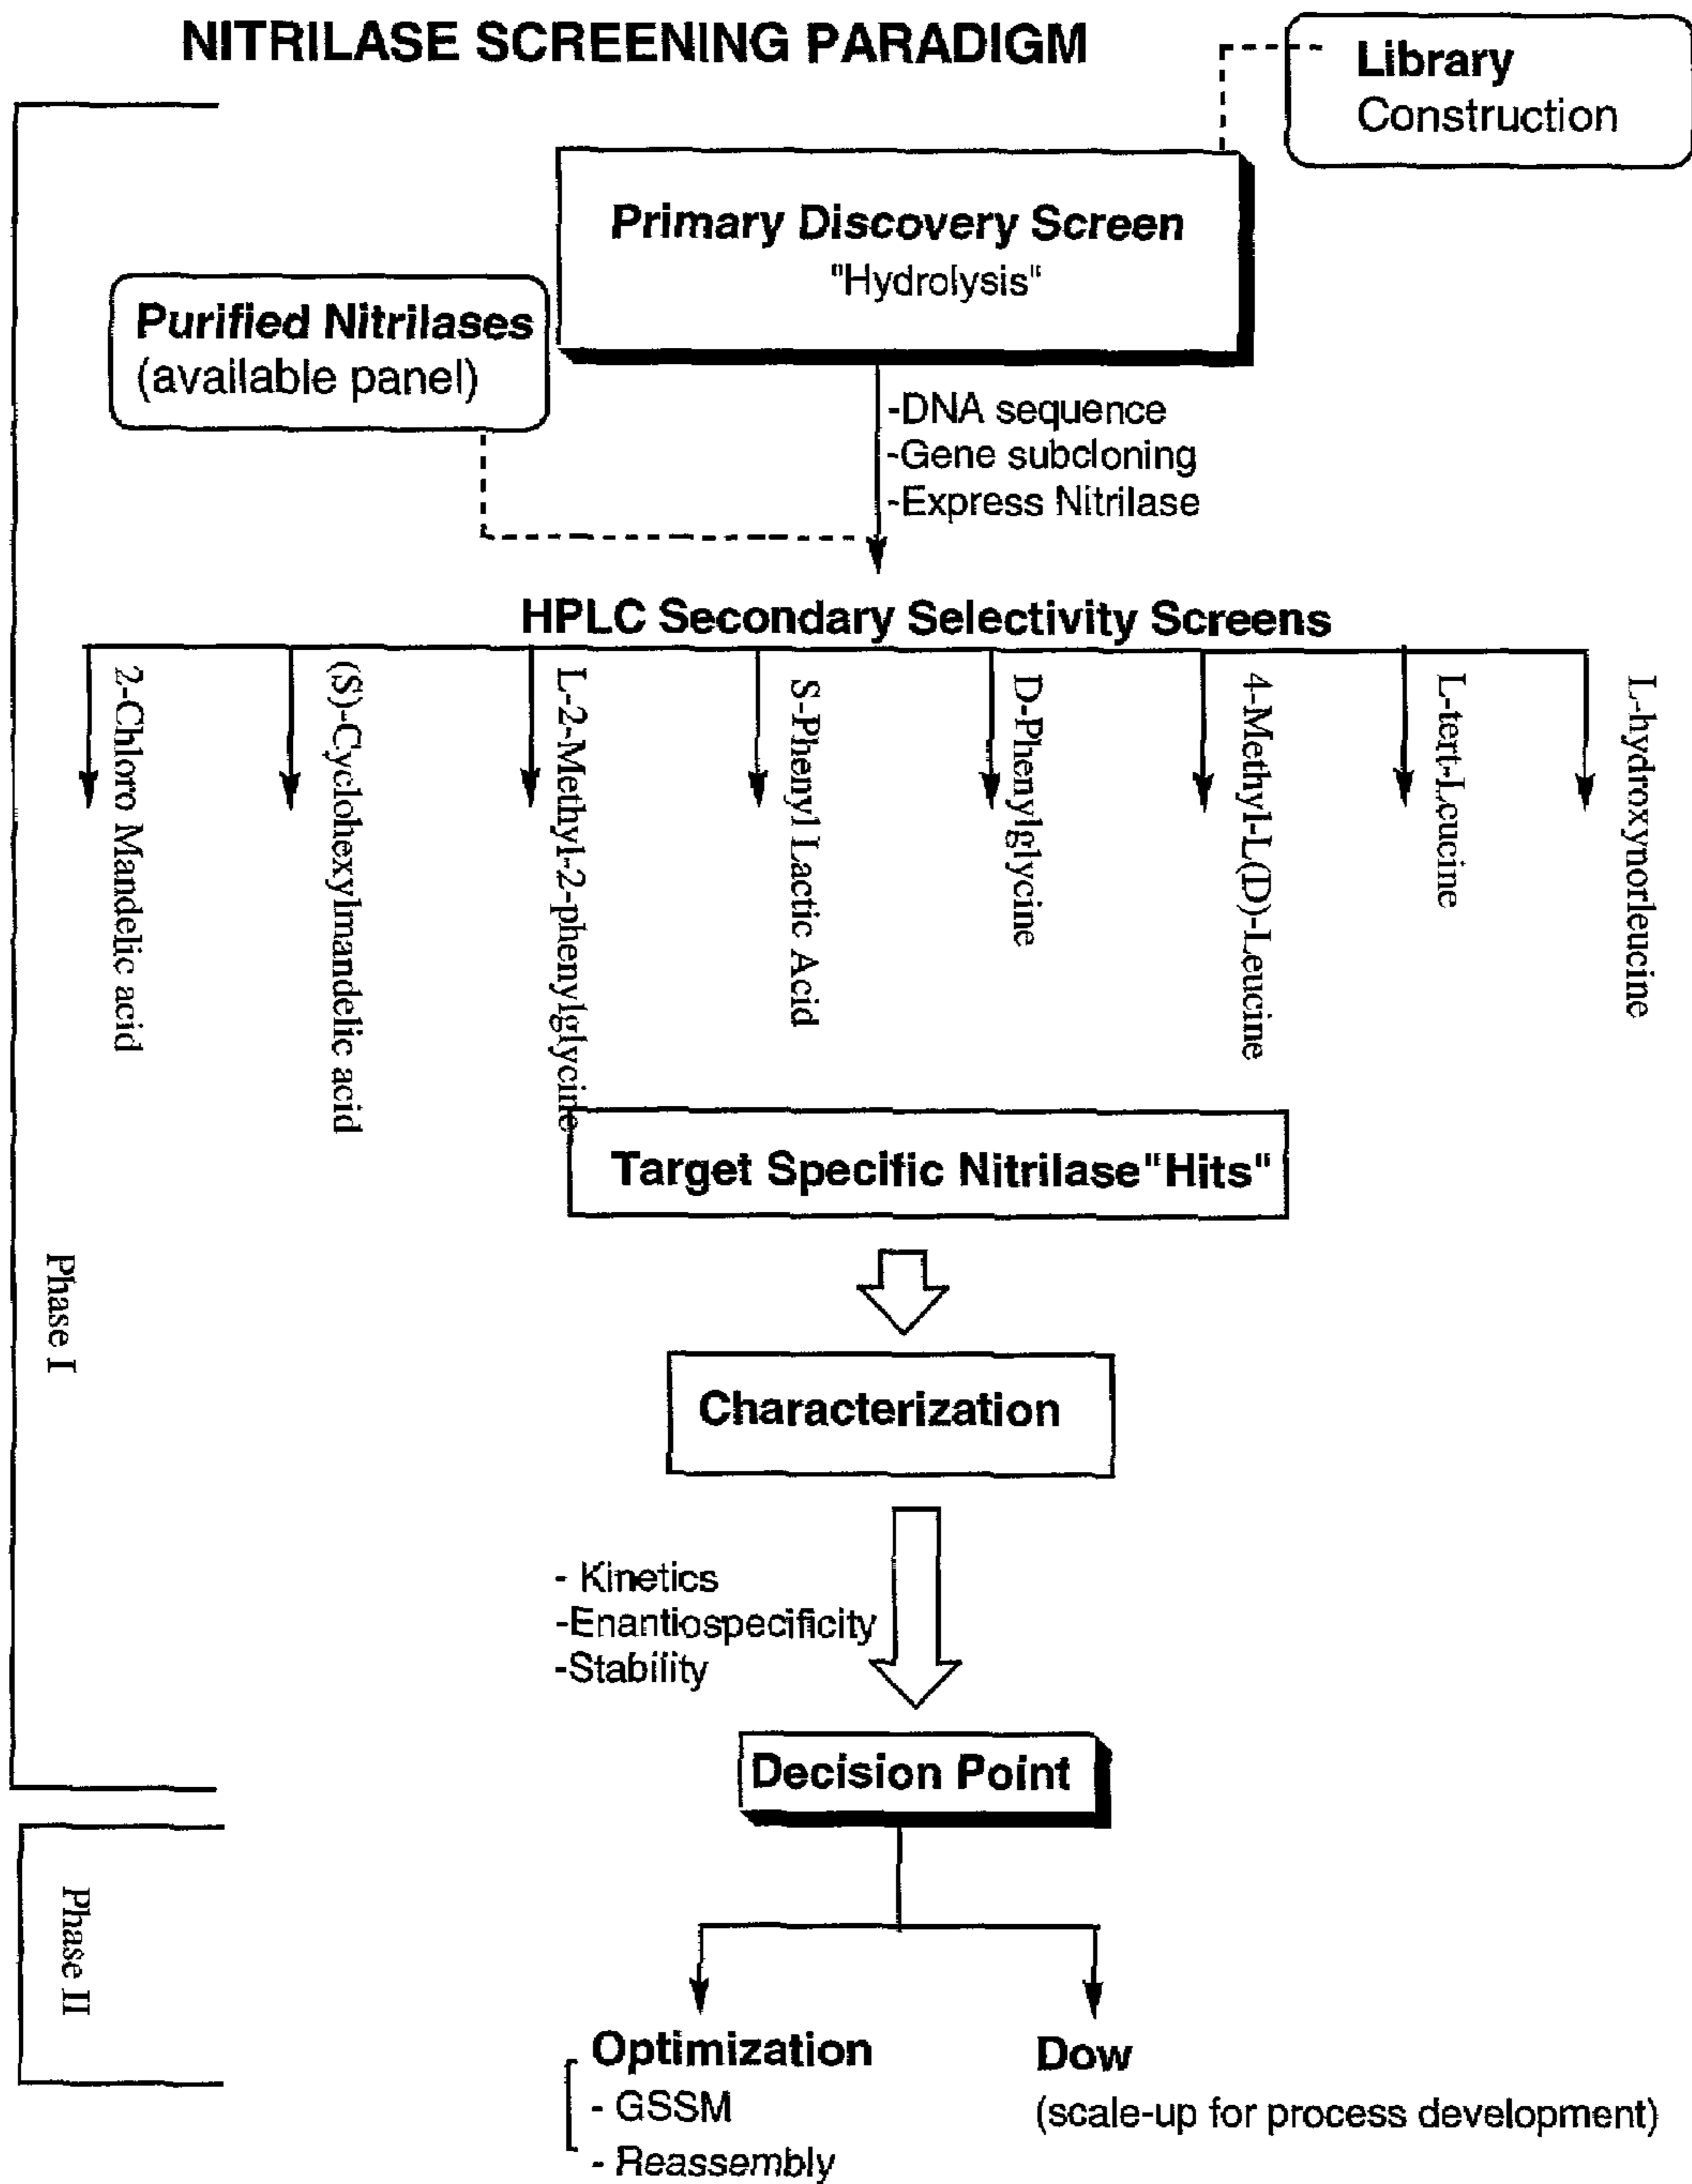 NITRILASE SCREENING PARADIGM
Library
Construction
Primary Discovery Screen
"Hydrolysis"
Purified Nitrilases
(available panel)
-DNA sequence
-Gene subcloning
-Express Nitrilase
HPLC Secondary Selectivity Screens
2-Chloro Mandelic acid
(S)-Cyclohexylmandelic acid
L-2-Methyl-2-phenylglycine
S-Phenyl Lactic Acid
D-Phenylglycine
4-Methyl-L(D)-Leucine
L-tert-Leucine
L-hydroxynorleucine
Target Specific Nitrilase "Hits"
Phase I
Characterization
- Kinetics
-Enantiospecificity
-Stability
Decision Point
Phase II
Optimization
- GSSM
- Reassembly
Dow
(scale-up for process development)